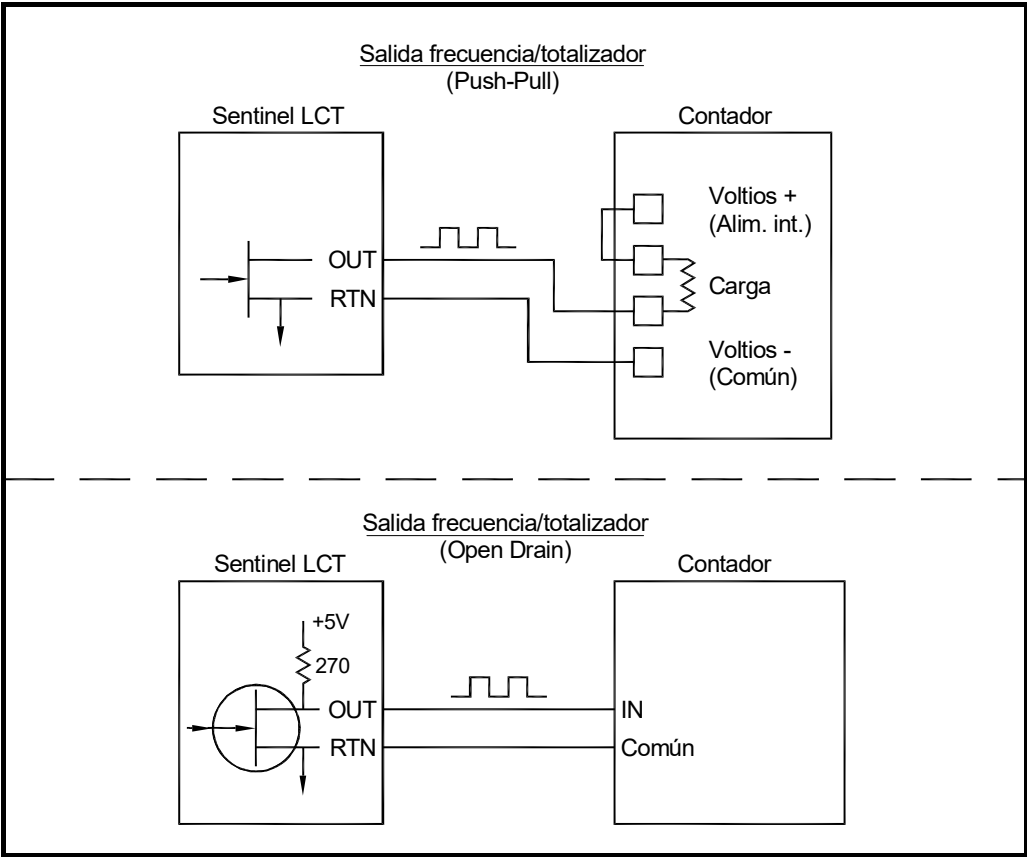 Salida frecuencia/totalizador
(Push-Pull)
Sentinel LCT
Contador
Voltios +
(Alim. int.)
OUT
Carga
RTN
Voltios -
(Común)
Salida frecuencia/totalizador
(Open Drain)
Sentinel LCT
Contador
+5V
270
OUT
IN
RTN
Común